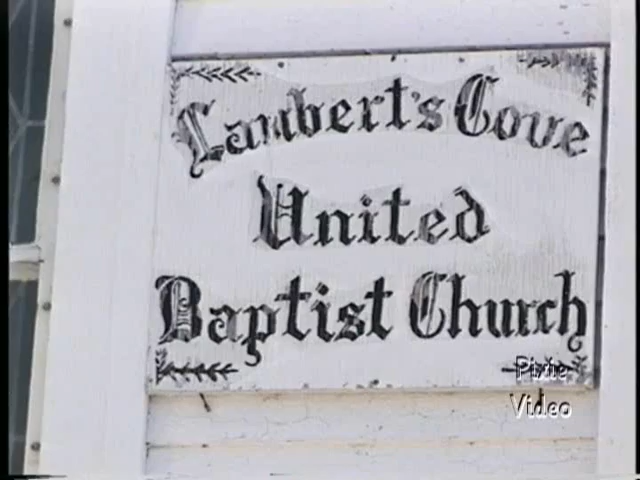 Lambert's Cove
United
Baptist Church
Pixie
Video